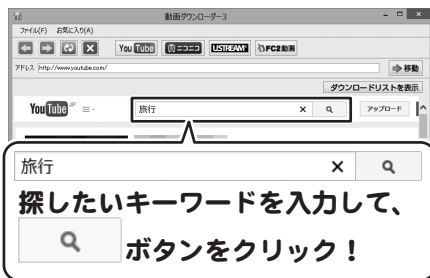 動画ダウンローダー3
ファイル(F) お気に入り(A)
You Tube ニコニコ USTREAM FC2動画
アドレス http://www.youtube.com/ 移動
ダウンロードリストを表示
YouTube JP 旅行 × アップロード
旅行 ×
探したいキーワードを入力して、
ボタンをクリック！